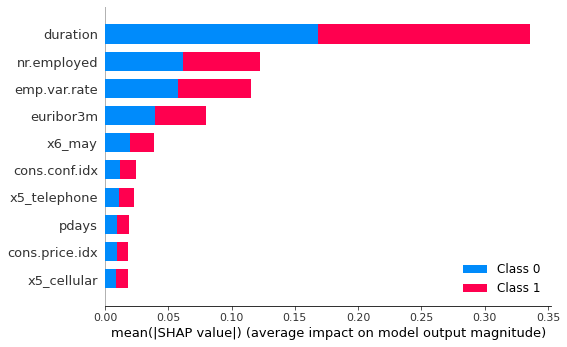 duration
nr.employed
emp.var.rate
euribor3m
x6_may
cons.conf.idx
x5_telephone
pdays
cons.price.idx
x5_cellular
Class 0
Class 1
0.00 0.05 0.10 0.15 0.20 0.25 0.30 0.35
mean(|SHAP value|) (average impact on model output magnitude)